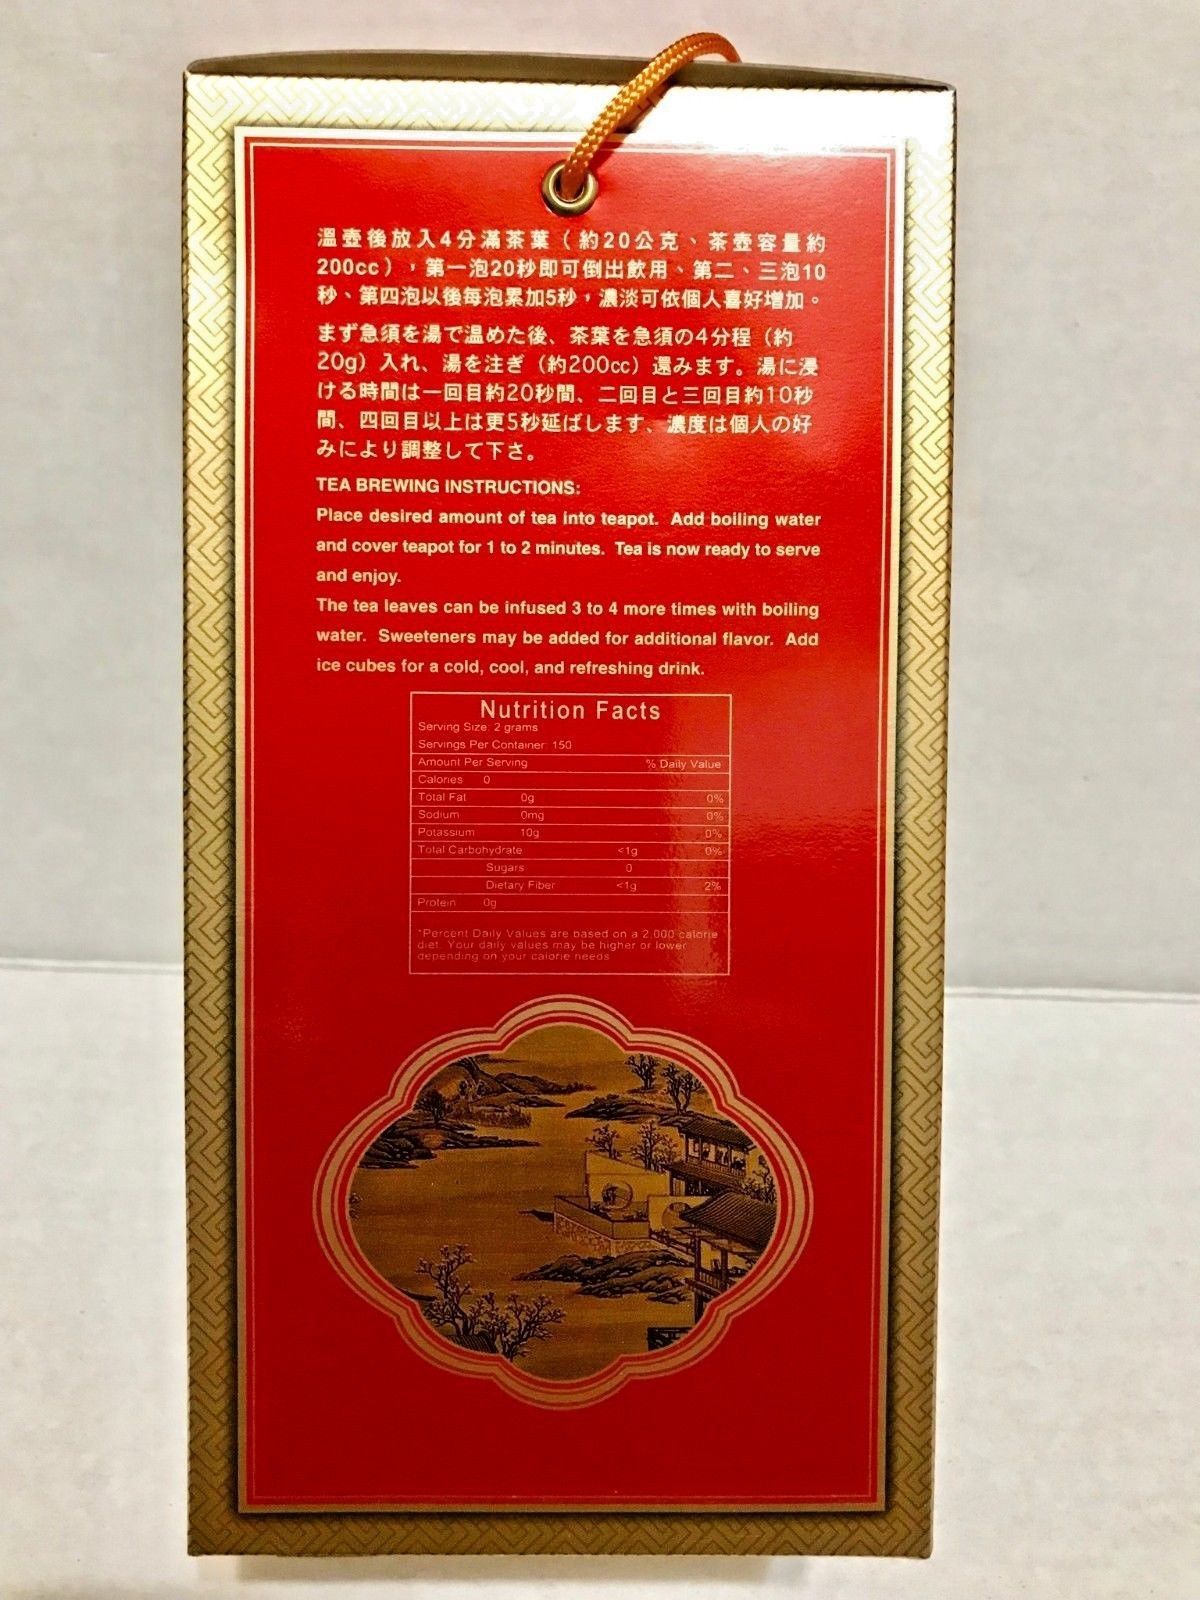 溫壺後放入4分滿茶葉（約20公克、茶壺容量約
200cc），第一泡20秒即可倒出飲用、第二、三泡10
秒、第四泡以後每泡累加5秒，濃淡可依個人喜好增加。
まず急須を湯で温めた後、茶葉を急須の4分程（約
20g）入れ、湯を注ぎ（約200cc）還みます。湯に浸
ける時間は一回目約20秒間、二回目と三回目約10秒
間、四回目以上は更5秒延ばします、濃度は個人の好
みにより調整して下さ。
TEA BREWING INSTRUCTIONS:
Place desired amount of tea into teapot. Add boiling water
and cover teapot for 1 to 2 minutes. Tea is now ready to serve
and enjoy.
The tea leaves can be infused 3 to 4 more times with boiling
water. Sweeteners may be added for additional flavor. Add
ice cubes for a cold, cool, and refreshing drink.
Nutrition Facts
Serving Size: 2 grams
Servings Per Container: 150
Amount Per Serving % Daily Value
Calories 0
Total Fat 0g 0%
Sodium 0mg 0%
Potassium 10g 0%
Total Carbohydrate <1g 0%
Sugars 0
Dietary Fiber <1g 2%
Protein 0g
*Percent Daily Values are based on a 2,000 calorie
diet. Your daily values may be higher or lower
depending on your calorie needs